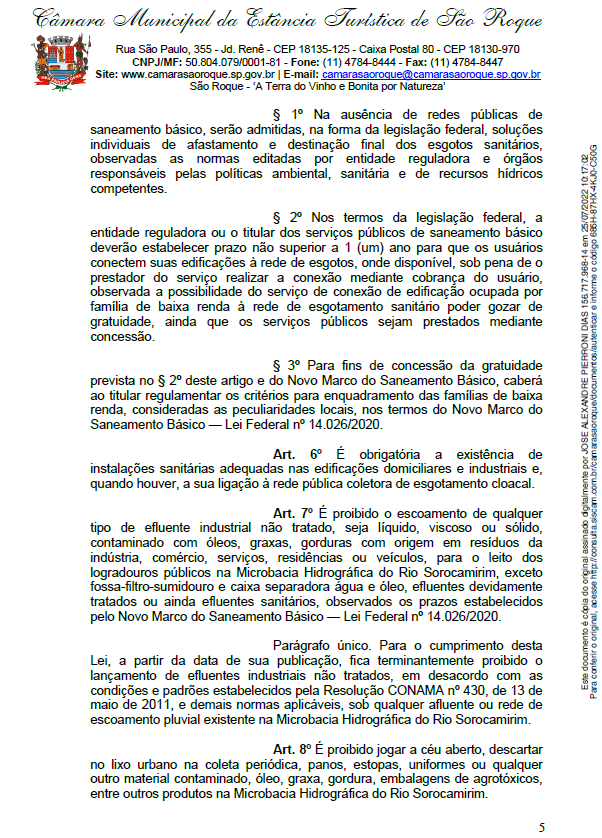 Câmara Municipal da Estância Turística de São Roque
Rua São Paulo, 355 - Jd. Renê - CEP 18135-125 - Caixa Postal 80 - CEP 18130-970
CNPJ/MF: 50.804.079/0001-81 - Fone: (11) 4784-8444 - Fax: (11) 4784-8447
Site: www.camarasaoroque.sp.gov.br | E-mail: camarasaoroque@camarasaoroque.sp.gov.br
São Roque - 'A Terra do Vinho e Bonita por Natureza'
§ 1º Na ausência de redes públicas de
saneamento básico, serão admitidas, na forma da legislação federal, soluções
individuais de afastamento e destinação final dos esgotos sanitários,
observadas as normas editadas por entidade reguladora e órgãos
responsáveis pelas políticas ambiental, sanitária e de recursos hídricos
competentes.
§ 2º Nos termos da legislação federal, a
entidade reguladora ou o titular dos serviços públicos de saneamento básico
deverão estabelecer prazo não superior a 1 (um) ano para que os usuários
conectem suas edificações à rede de esgotos, onde disponível, sob pena de o
prestador do serviço realizar a conexão mediante cobrança do usuário,
observada a possibilidade do serviço de conexão de edificação ocupada por
família de baixa renda à rede de esgotamento sanitário poder gozar de
gratuidade, ainda que os serviços públicos sejam prestados mediante
concessão.
§ 3º Para fins de concessão da gratuidade
prevista no § 2º deste artigo e do Novo Marco do Saneamento Básico, caberá
ao titular regulamentar os critérios para enquadramento das famílias de baixa
renda, consideradas as peculiaridades locais, nos termos do Novo Marco do
Saneamento Básico — Lei Federal nº 14.026/2020.
Art. 6º É obrigatória a existência de
instalações sanitárias adequadas nas edificações domiciliares e industriais e,
quando houver, a sua ligação à rede pública coletora de esgotamento cloacal.
Art. 7º É proibido o escoamento de qualquer
tipo de efluente industrial não tratado, seja líquido, viscoso ou sólido,
contaminado com óleos, graxas, gorduras com origem em resíduos da
indústria, comércio, serviços, residências ou veículos, para o leito dos
logradouros públicos na Microbacia Hidrográfica do Rio Sorocamirim, exceto
fossa-filtro-sumidouro e caixa separadora água e óleo, efluentes devidamente
tratados ou ainda efluentes sanitários, observados os prazos estabelecidos
pelo Novo Marco do Saneamento Básico — Lei Federal nº 14.026/2020.
Parágrafo único. Para o cumprimento desta
Lei, a partir da data de sua publicação, fica terminantemente proibido o
lançamento de efluentes industriais não tratados, em desacordo com as
condições e padrões estabelecidos pela Resolução CONAMA nº 430, de 13 de
maio de 2011, e demais normas aplicáveis, sob qualquer afluente ou rede de
escoamento pluvial existente na Microbacia Hidrográfica do Rio Sorocamirim.
Art. 8º É proibido jogar a céu aberto, descartar
no lixo urbano na coleta periódica, panos, estopas, uniformes ou qualquer
outro material contaminado, óleo, graxa, gordura, embalagens de agrotóxicos,
entre outros produtos na Microbacia Hidrográfica do Rio Sorocamirim.
5
Este documento é cópia do original assinado digitalmente por JOSE ALEXANDRE PIERRONI DIAS 156.717.968-14 em 25/07/2022 10:17:02
Para conferir o original, acesse http://consulta.siscam.com.br/camarasaoroque/documentos/autenticar e informe o código 685H-87HX-4KJ0-C50G